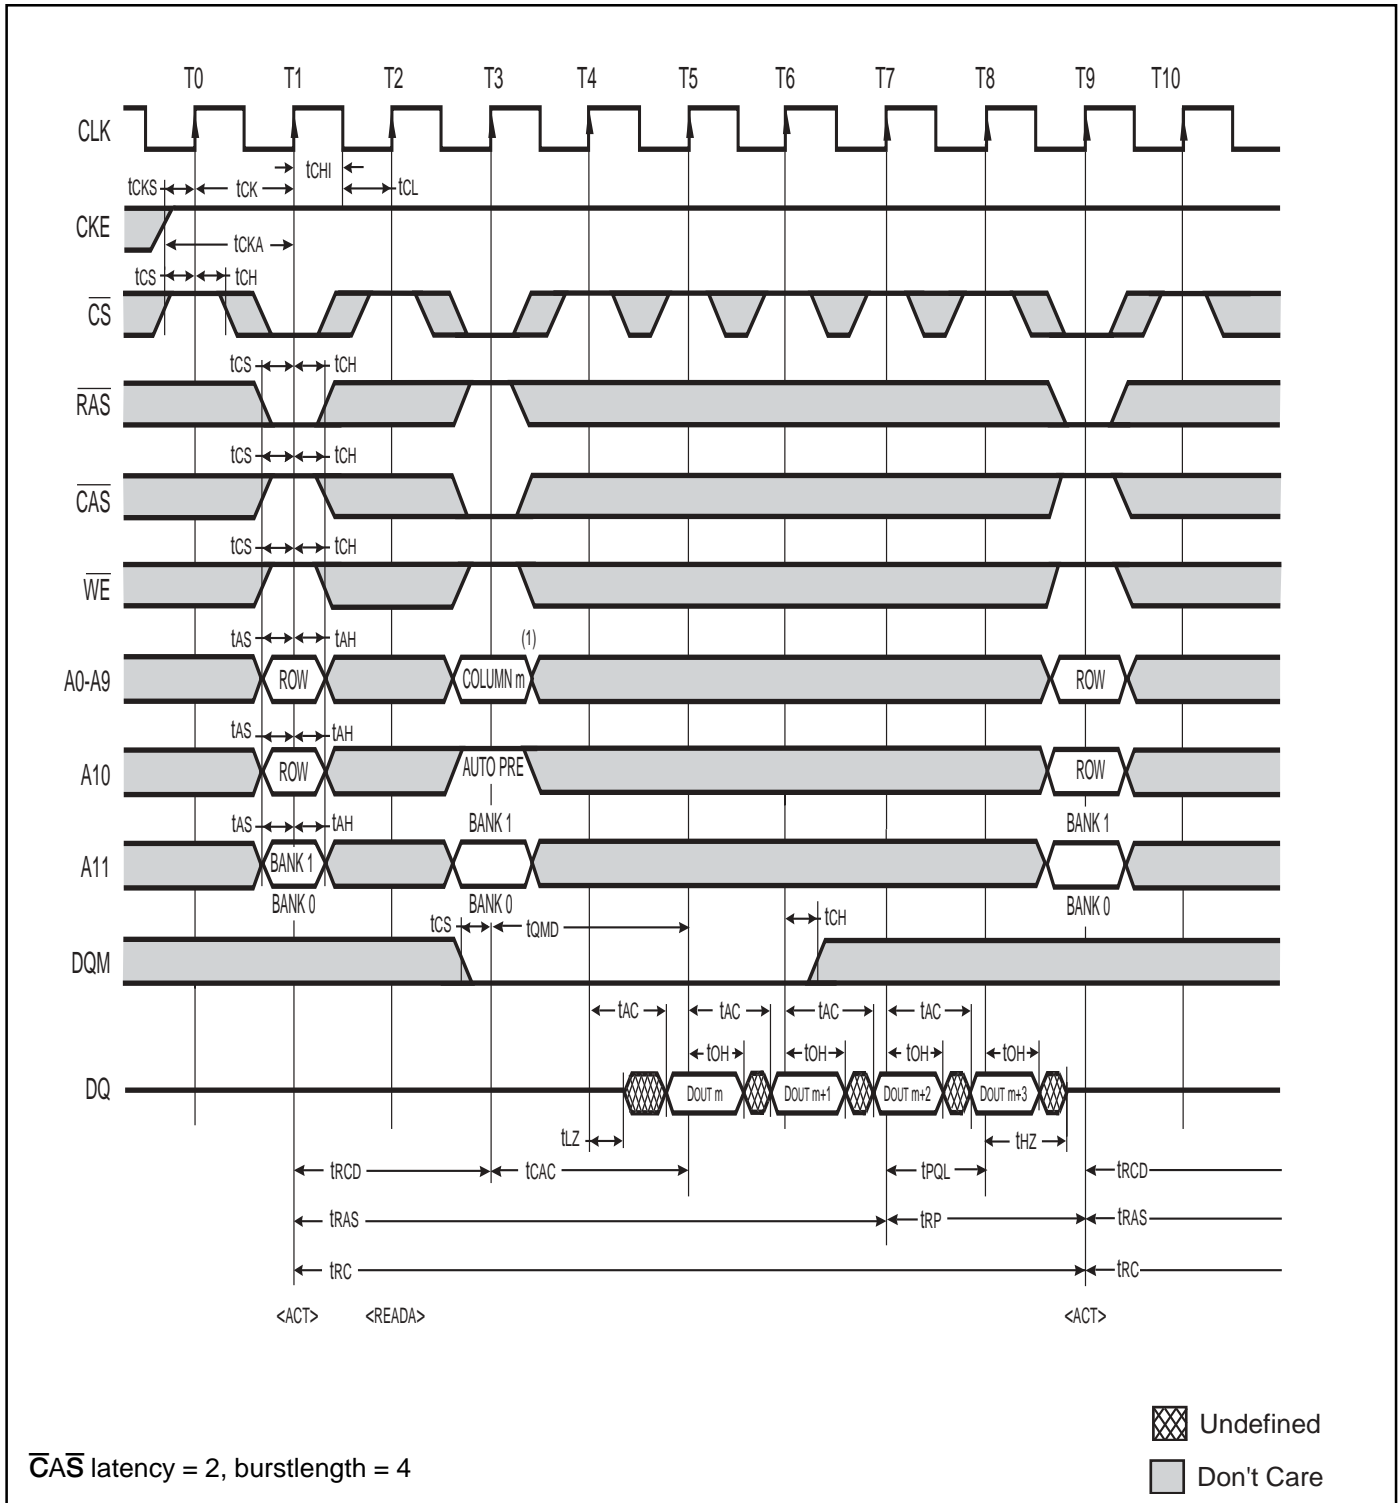 T0 T1 T2 T3 T4 T5 T6 T7 T8 T9 T10
CLK
tCHI
tCKS tCK tCL
CKE
tCKA
tCS tCH
CS
tCS tCH
RAS
tCS tCH
CAS
tCS tCH
WE
tAS tAH (1)
A0-A9 ROW COLUMN m ROW
tAS tAH
A10 ROW AUTO PRE ROW
tAS tAH BANK 1 BANK 1
A11 BANK 1
BANK 0 BANK 0 BANK 0
tCS tQMD tCH
DQM
tAC tAC tAC tAC
tOH tOH tOH tOH
DQ DOUT m DOUT m+1 DOUT m+2 DOUT m+3
tLZ tHZ
tRCD tCAC tPQL tRCD
tRAS tRP tRAS
tRC tRC
<ACT> <READA> <ACT>
Undefined
CAS latency = 2, burstlength = 4
Don't Care